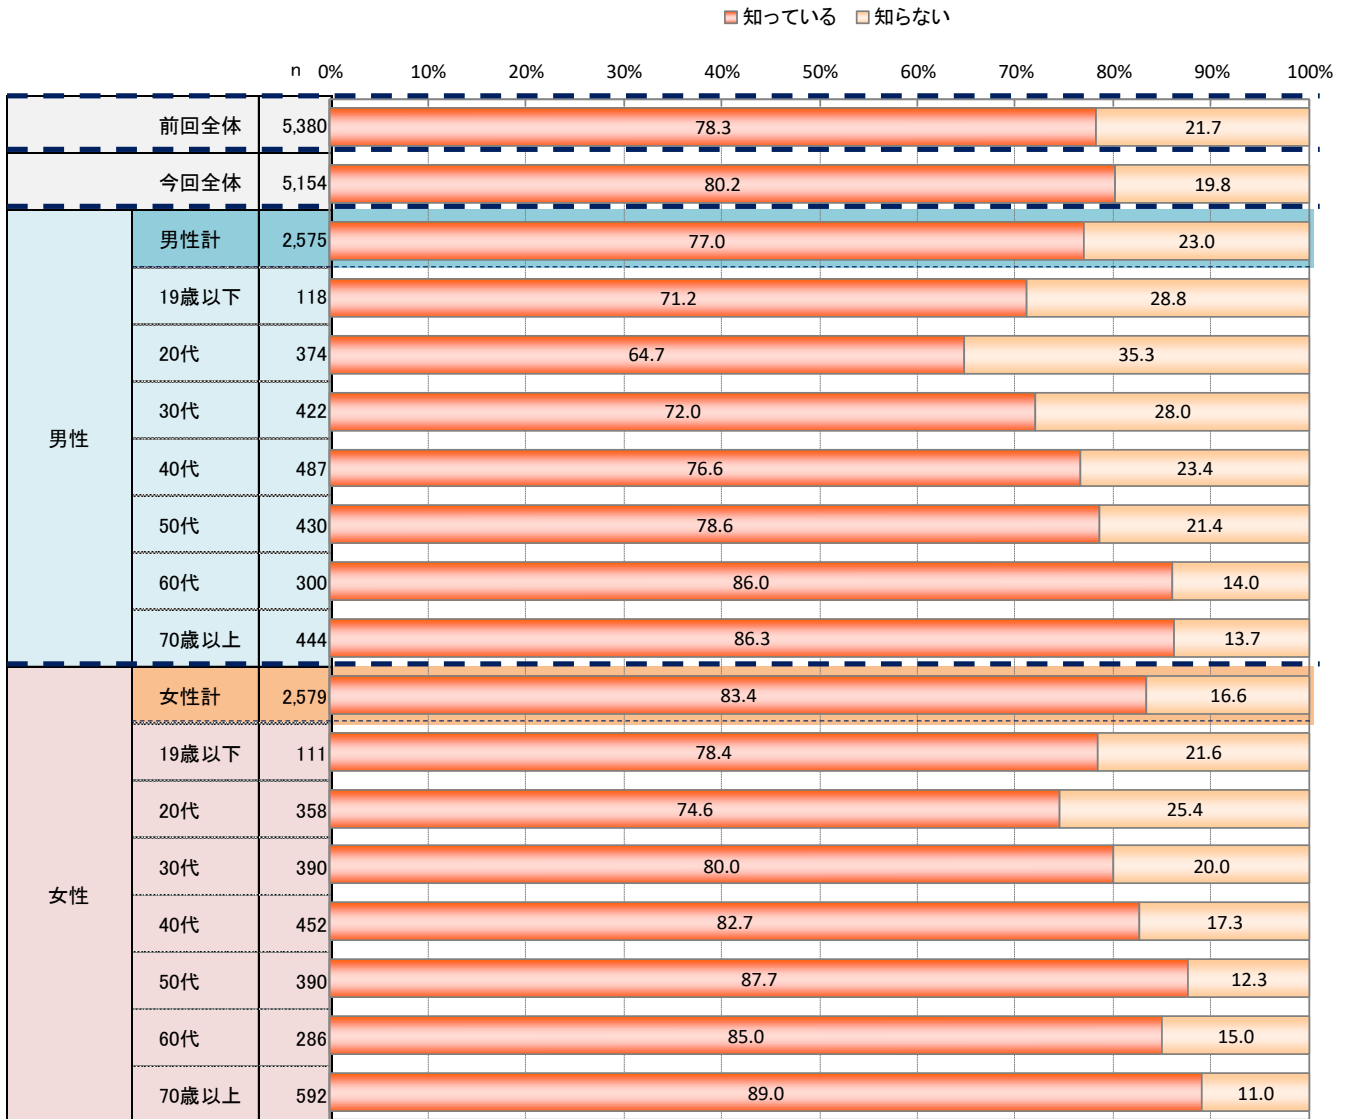 知っている 知らない
n 0% 10% 20% 30% 40% 50% 60% 70% 80% 90% 100%
前回全体 5,380 78.3 21.7
今回全体 5,154 80.2 19.8
男性計 2,575 77.0 23.0
19歳以下 118 71.2 28.8
20代 374 64.7 35.3
30代 422 72.0 28.0
男性
40代 487 76.6 23.4
50代 430 78.6 21.4
60代 300 86.0 14.0
70歳以上 444 86.3 13.7
女性計 2,579 83.4 16.6
19歳以下 111 78.4 21.6
20代 358 74.6 25.4
30代 390 80.0 20.0
女性
40代 452 82.7 17.3
50代 390 87.7 12.3
60代 286 85.0 15.0
70歳以上 592 89.0 11.0